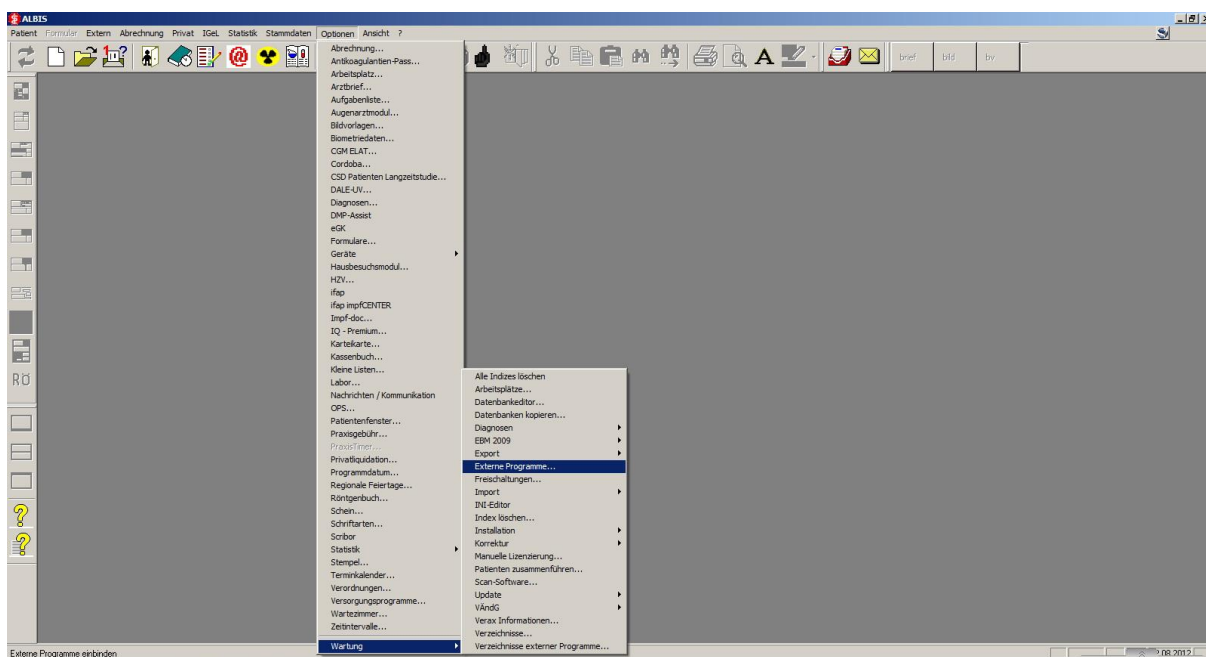 ALBIS
Patient Formular Extern Abrechnung Privat IGeL Statistik Stammdaten Optionen Ansicht ?
brief bild bv
Abrechnung...
Antikoagulantien-Pass...
Arbeitsplatz...
Arztbrief...
Aufgabenliste...
Augenarztmodul...
Bildvorlagen...
Biometriedaten...
CGM ELAT...
Cordoba...
CSD Patienten Langzeitstudie...
DALE-UV...
Diagnosen...
DMP-Assist
eGK
Formulare...
Geräte
Hausbesuchsmodul...
HZV...
ifap
ifap impfCENTER
Impf-doc...
IQ - Premium...
Karteikarte...
Kassenbuch...
Kleine Listen...
Labor...
Nachrichten / Kommunikation
OPS...
Patientenfenster...
Praxisgebühr...
PraxisTimer...
Privatliquidation...
Programmdatum...
Regionale Feiertage...
Röntgenbuch...
Schein...
Schriftarten...
Scribor
Statistik
Stempel...
Terminkalender...
Verordnungen...
Versorgungsprogramme...
Wartezimmer...
Zeitintervalle...
Wartung
Alle Indizes löschen
Arbeitsplätze...
Datenbankeditor...
Datenbanken kopieren...
Diagnosen
EBM 2009
Export
Externe Programme...
Freischaltungen...
Import
INI-Editor
Index löschen...
Installation
Korrektur
Manuelle Lizenzierung...
Patienten zusammenführen...
Scan-Software...
Update
VÄndG
Verax Informationen...
Verzeichnisse...
Verzeichnisse externer Programme...
RÖ
Externe Programme einbinden
.08.2012